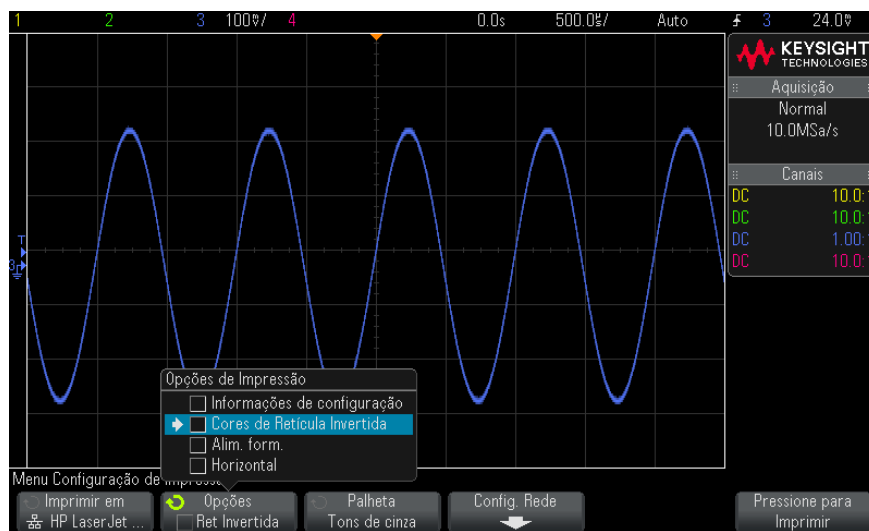 1 2 3 100⩒/ 4 0.0s 500.0㎲/ Auto 3 24.0⩒
KEYSIGHT
TECHNOLOGIES
Aquisição
Normal
10.0MSa/s
Canais
DC 10.0:
DC 10.0:
DC 1.00:
DC 10.0:
T
3
Opções de Impressão
Informações de configuração
Cores de Retícula Invertida
Alim. form.
Horizontal
Menu Configuração de
Imprimir em
HP LaserJet ...
Opções
Ret Invertida
Palheta
Tons de cinza
Config. Rede
Pressione para
Imprimir